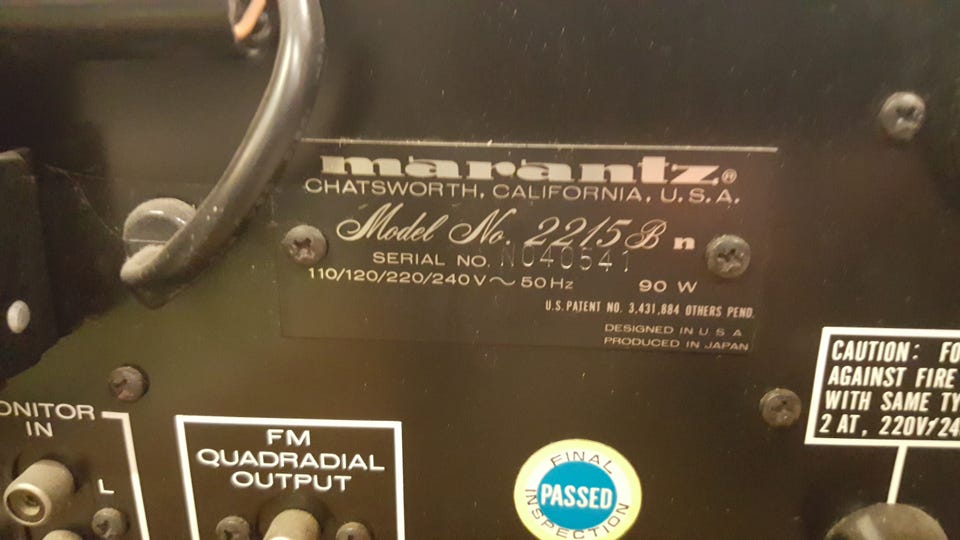 marantz®
CHATSWORTH, CALIFORNIA, U.S.A.
Model No. 2215B n
SERIAL NO. N040541
110/120/220/240V~50Hz 90 W
U.S. PATENT NO. 3,431,884 OTHERS PEND.
DESIGNED IN U S A
PRODUCED IN JAPAN
ONITOR
IN
L
FM
QUADRADIAL
OUTPUT
FINAL
PASSED
INSPECTION
CAUTION: FO
AGAINST FIRE
WITH SAME TY
2 AT, 220V/24